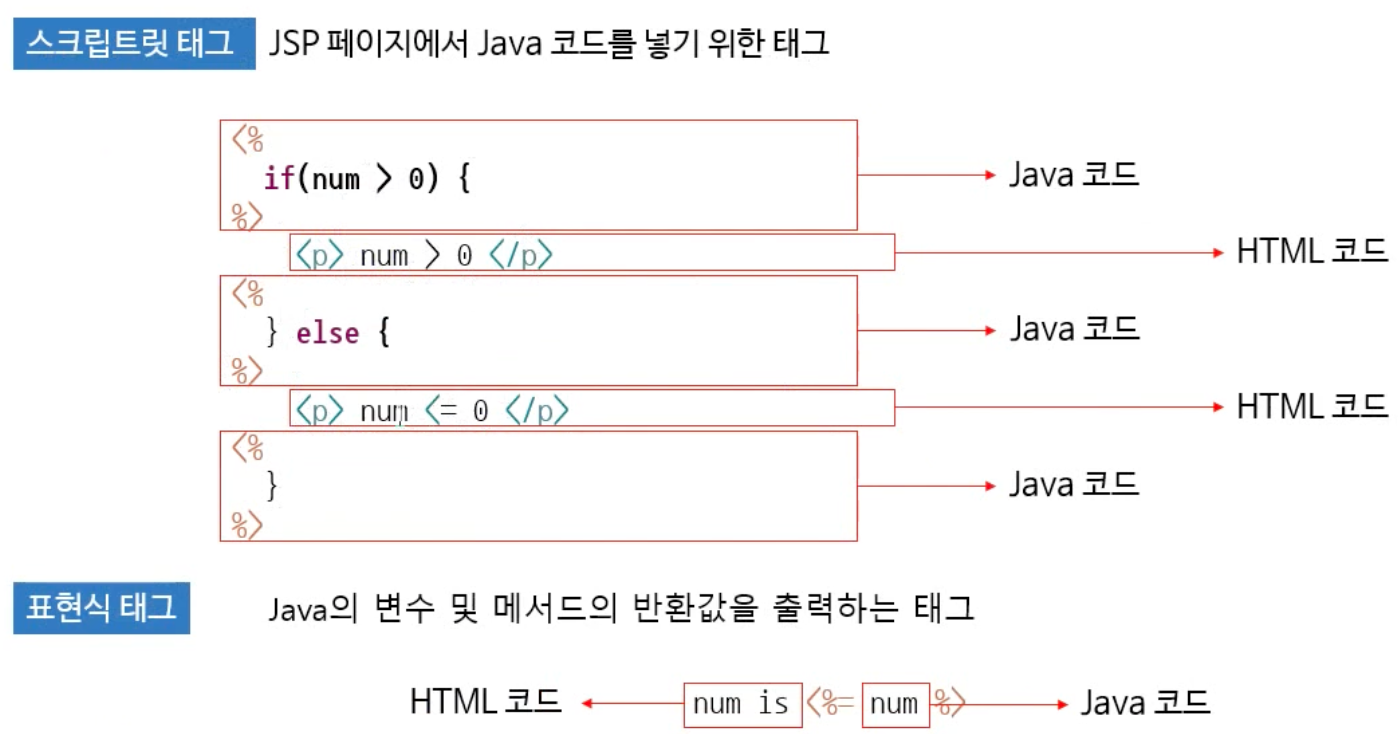 스크립트릿 태그 JSP 페이지에서 Java 코드를 넣기 위한 태그
<%
if(num > 0) {
Java 코드
%>
<p> num > 0 </p>
HTML 코드
<%
} else {
Java 코드
%>
<p> num <= 0 </p>
HTML 코드
<%
}
Java 코드
%>
표현식 태그 Java의 변수 및 메서드의 반환값을 출력하는 태그
HTML 코드 num is <%= num %> Java 코드